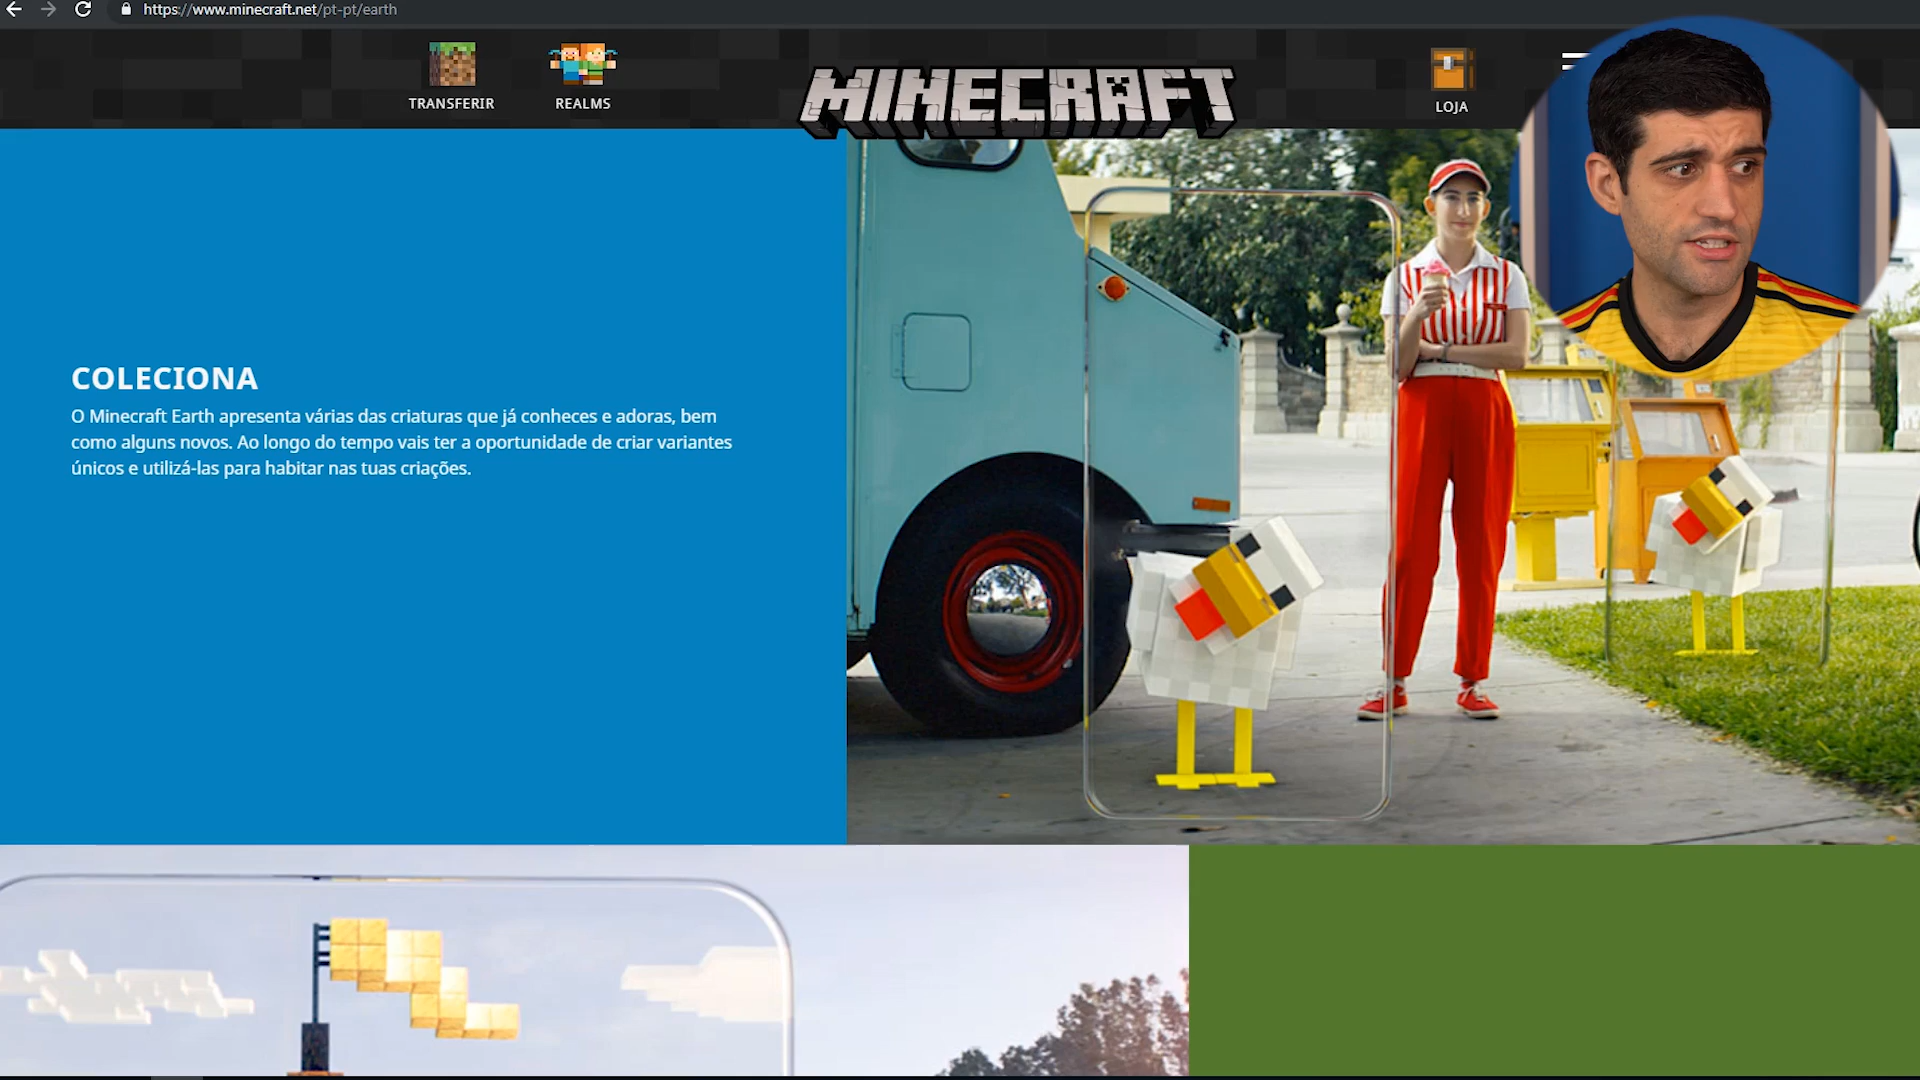 https://www.minecraft.net/pt-pt/earth
TRANSFERIR
REALMS
MINECRAFT
LOJA
COLECIONA
O Minecraft Earth apresenta várias das criaturas que já conheces e adoras, bem
como alguns novos. Ao longo do tempo vais ter a oportunidade de criar variantes
únicos e utilizá-las para habitar nas tuas criações.